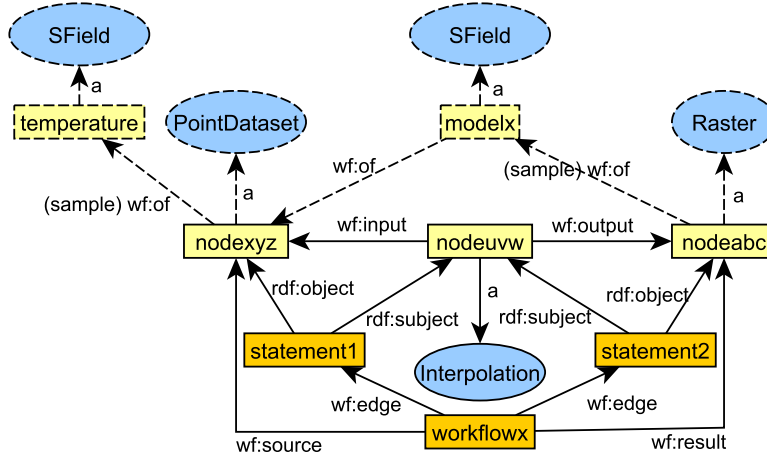 SField
SField
a
a
temperature
PointDataset
modelx
Raster
wf:of
(sample) wf:of
a
a
(sample) wf:of
wf:input
wf:output
nodexyz
nodeuvw
nodeabc
rdf:object
a
rdf:object
rdf:subject
rdf:subject
statement1
statement2
Interpolation
wf:edge
wf:edge
workflowx
wf:source
wf:result